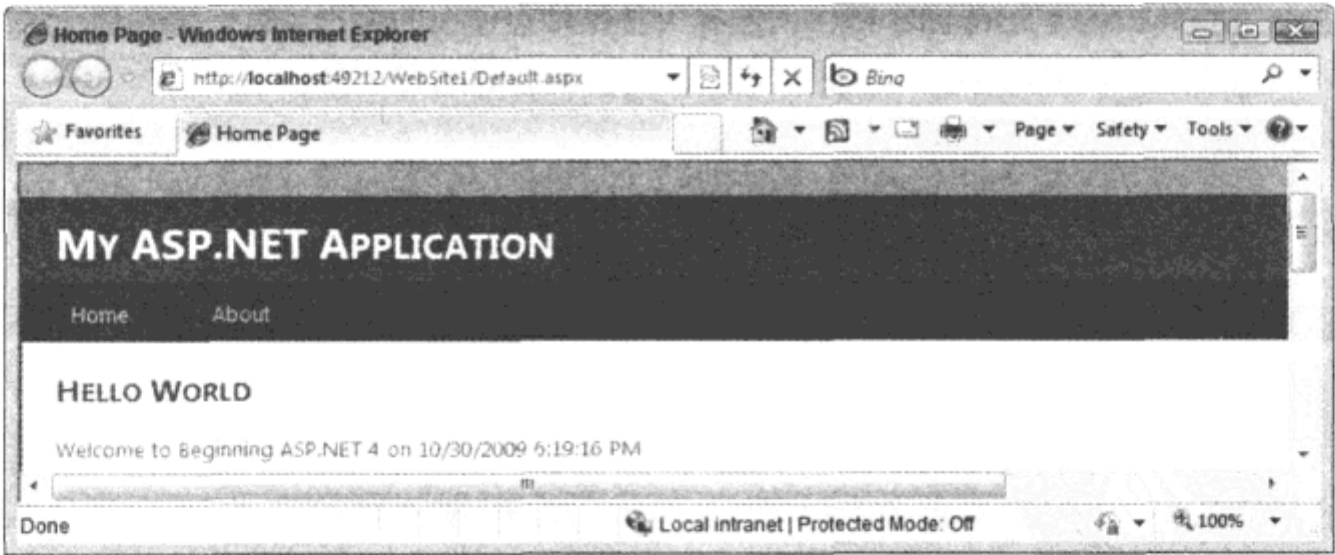 Home Page - Windows Internet Explorer
http://localhost:49212/WebSite1/Default.aspx
Bing
Favorites
Home Page
Page
Safety
Tools
MY ASP.NET APPLICATION
Home
About
HELLO WORLD
Welcome to Beginning ASP.NET 4 on 10/30/2009 6:19:16 PM
Done
Local intranet | Protected Mode: Off
100%